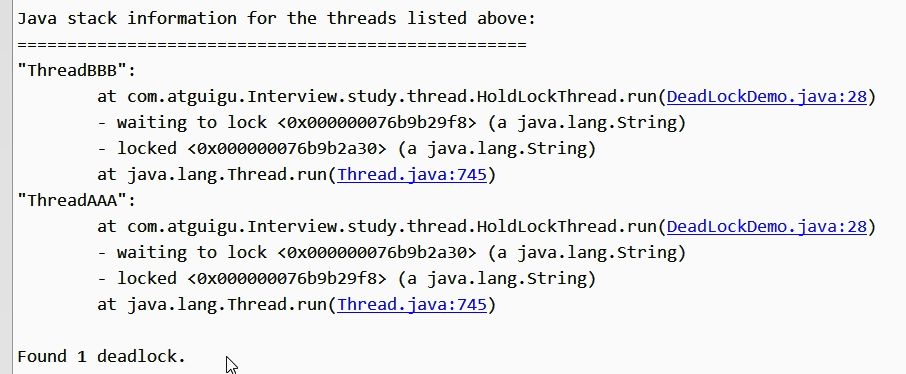 Java stack information for the threads listed above:
===================================================
"ThreadBBB":
        at com.atguigu.Interview.study.thread.HoldLockThread.run(DeadLockDemo.java:28)
        - waiting to lock <0x000000076b9b29f8> (a java.lang.String)
        - locked <0x000000076b9b2a30> (a java.lang.String)
        at java.lang.Thread.run(Thread.java:745)
"ThreadAAA":
        at com.atguigu.Interview.study.thread.HoldLockThread.run(DeadLockDemo.java:28)
        - waiting to lock <0x000000076b9b2a30> (a java.lang.String)
        - locked <0x000000076b9b29f8> (a java.lang.String)
        at java.lang.Thread.run(Thread.java:745)
Found 1 deadlock.